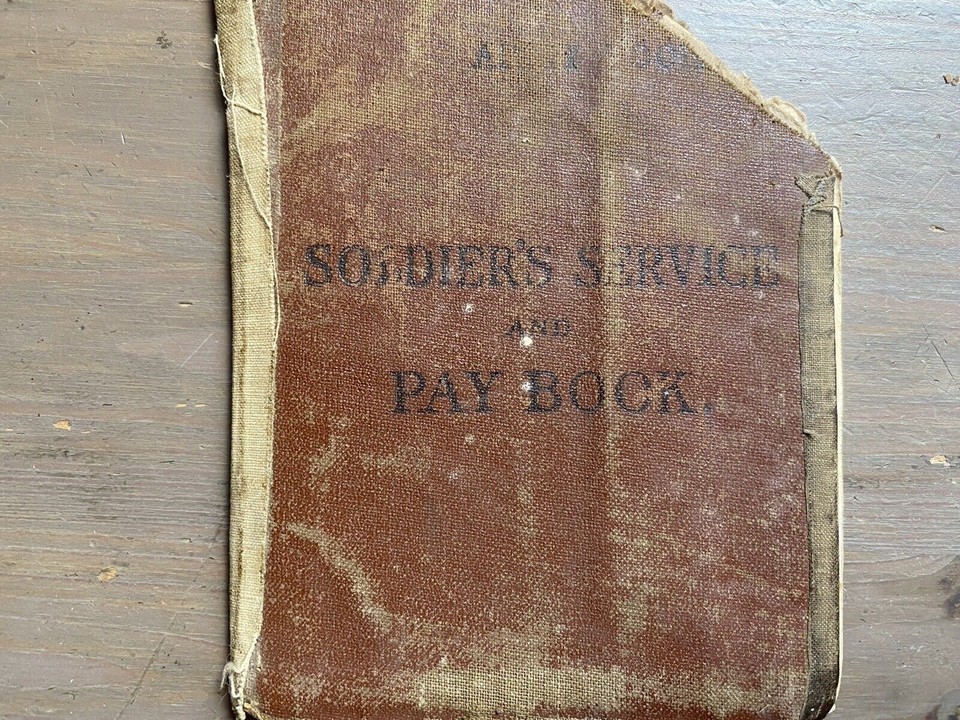 SOLDIER'S SERVICE
AND
PAY BOOK.